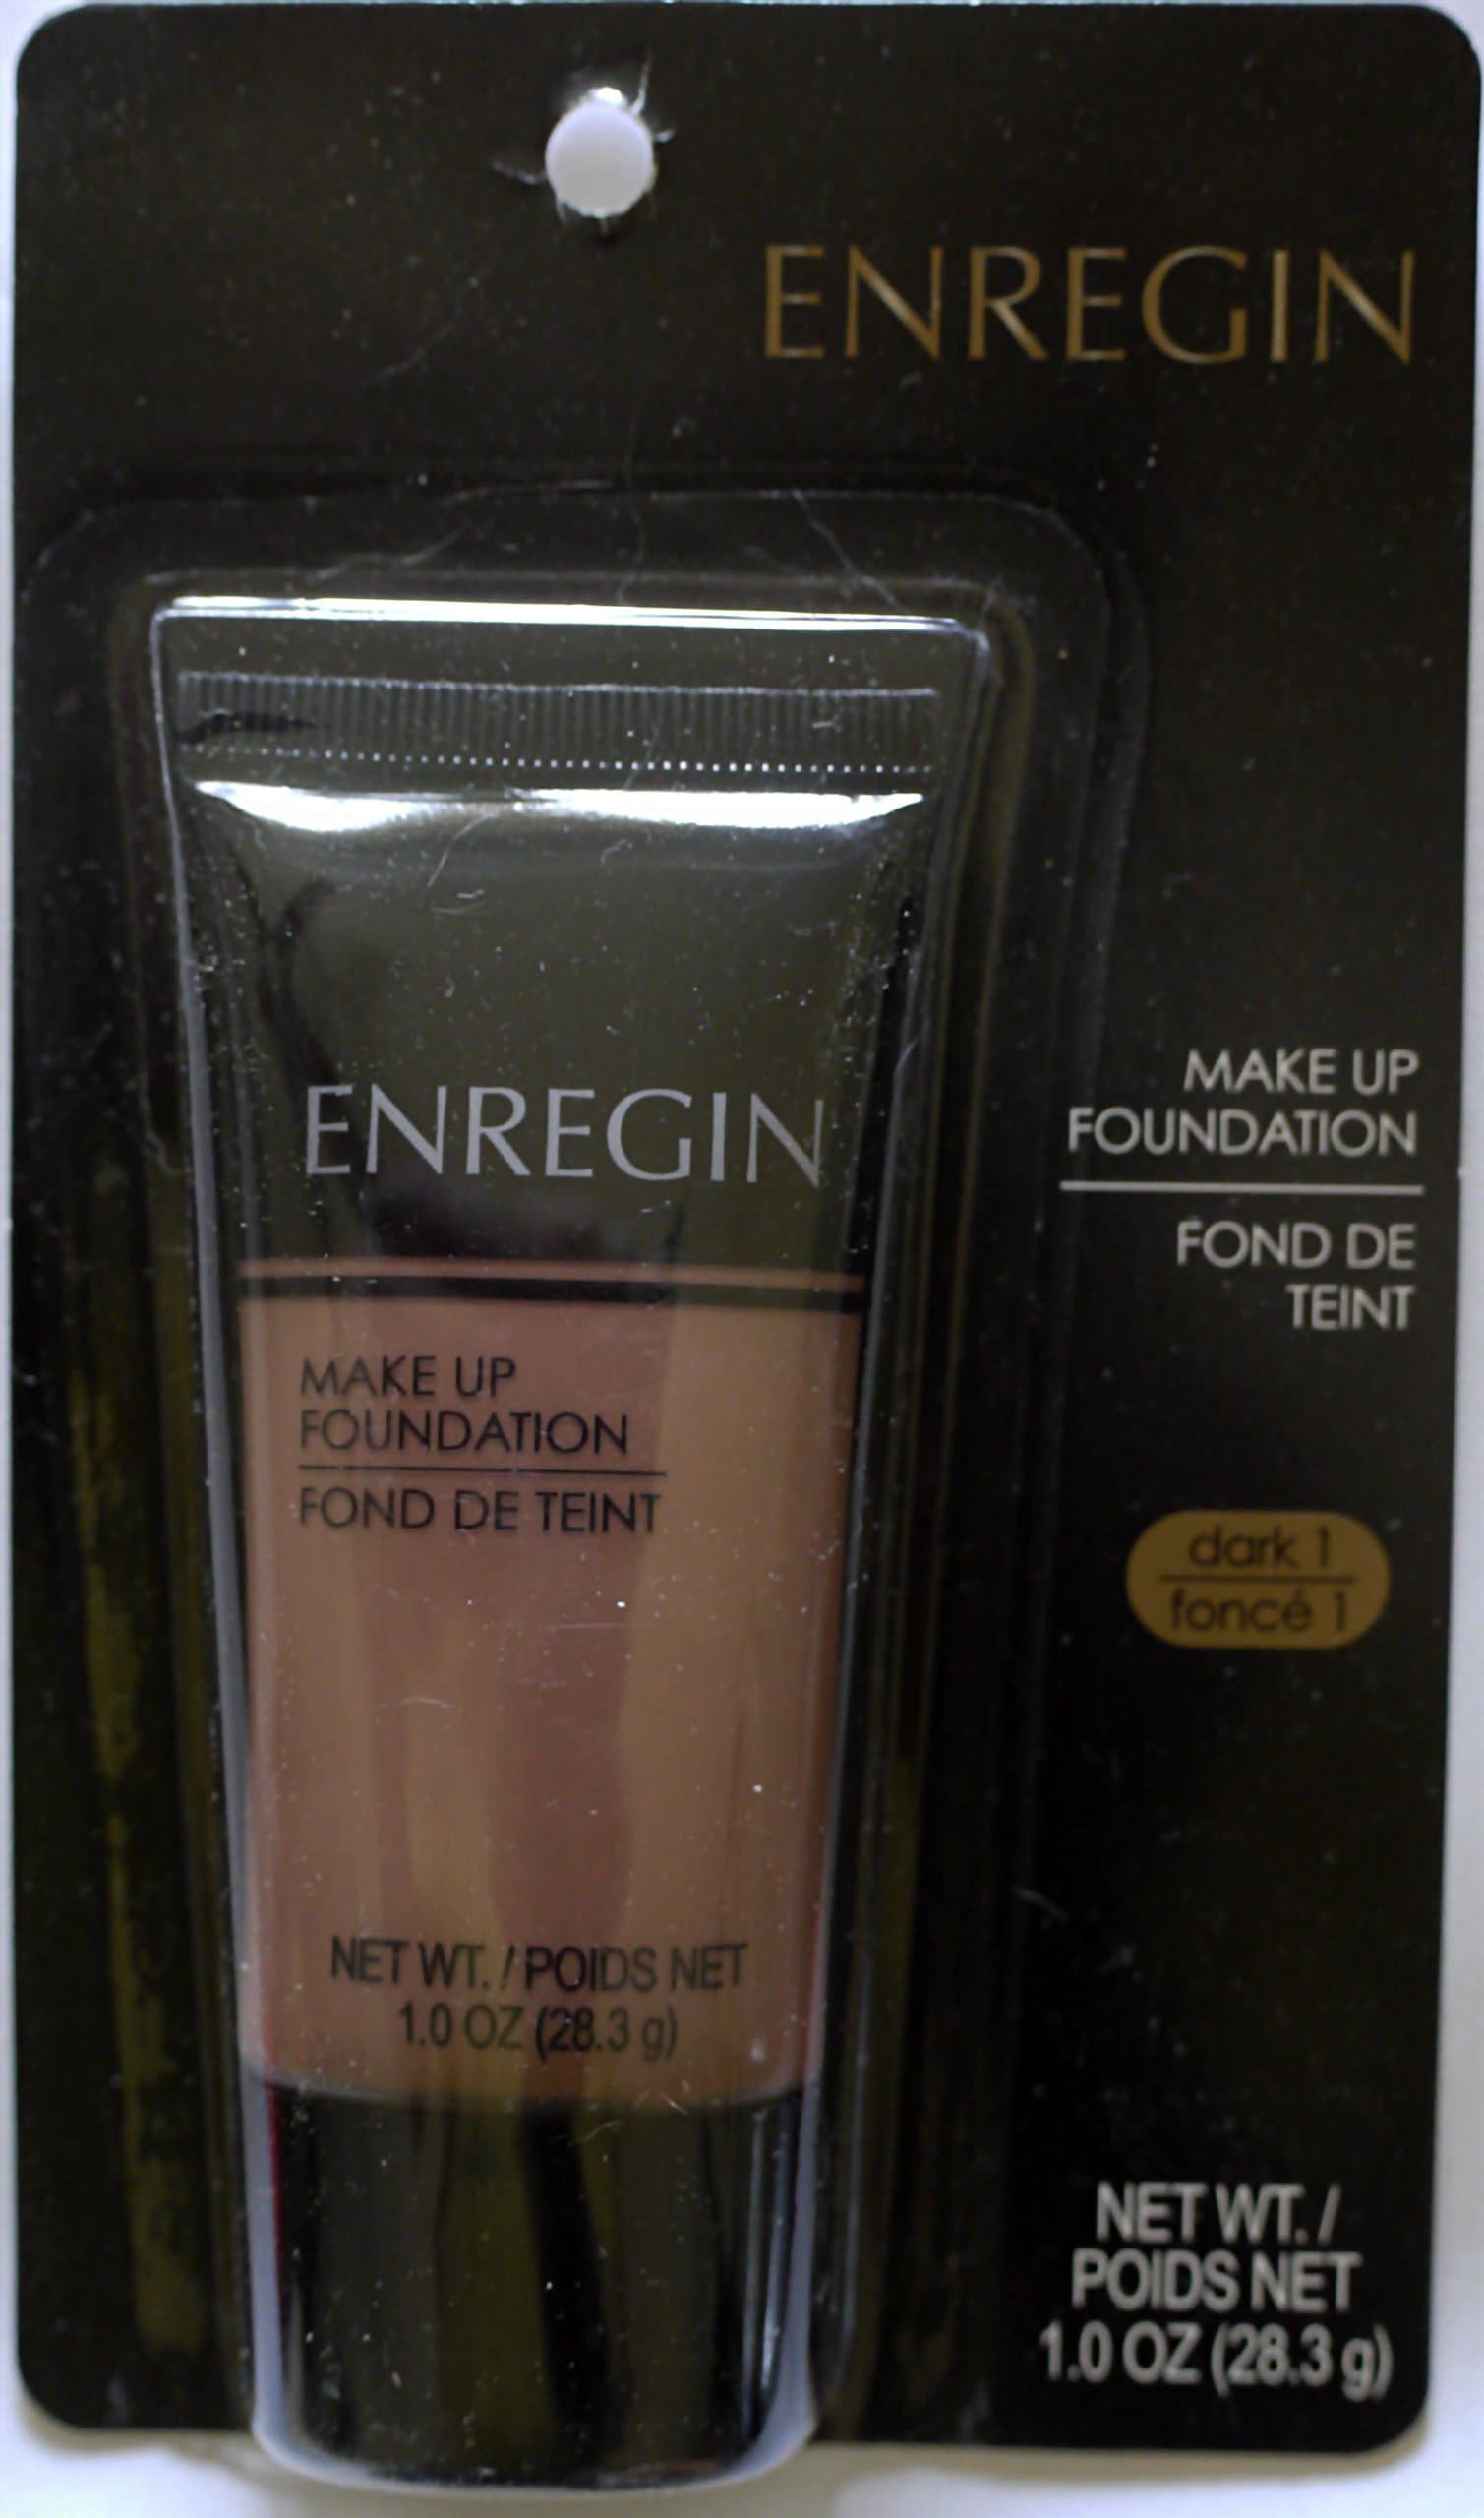 ENREGIN
ENREGIN
MAKE UP
FOUNDATION
FOND DE TEINT
NET WT. / POIDS NET
1.0 OZ (28.3 g)
MAKE UP
FOUNDATION
FOND DE
TEINT
dark 1
foncé 1
NET WT. /
POIDS NET
1.0 OZ (28.3 g)